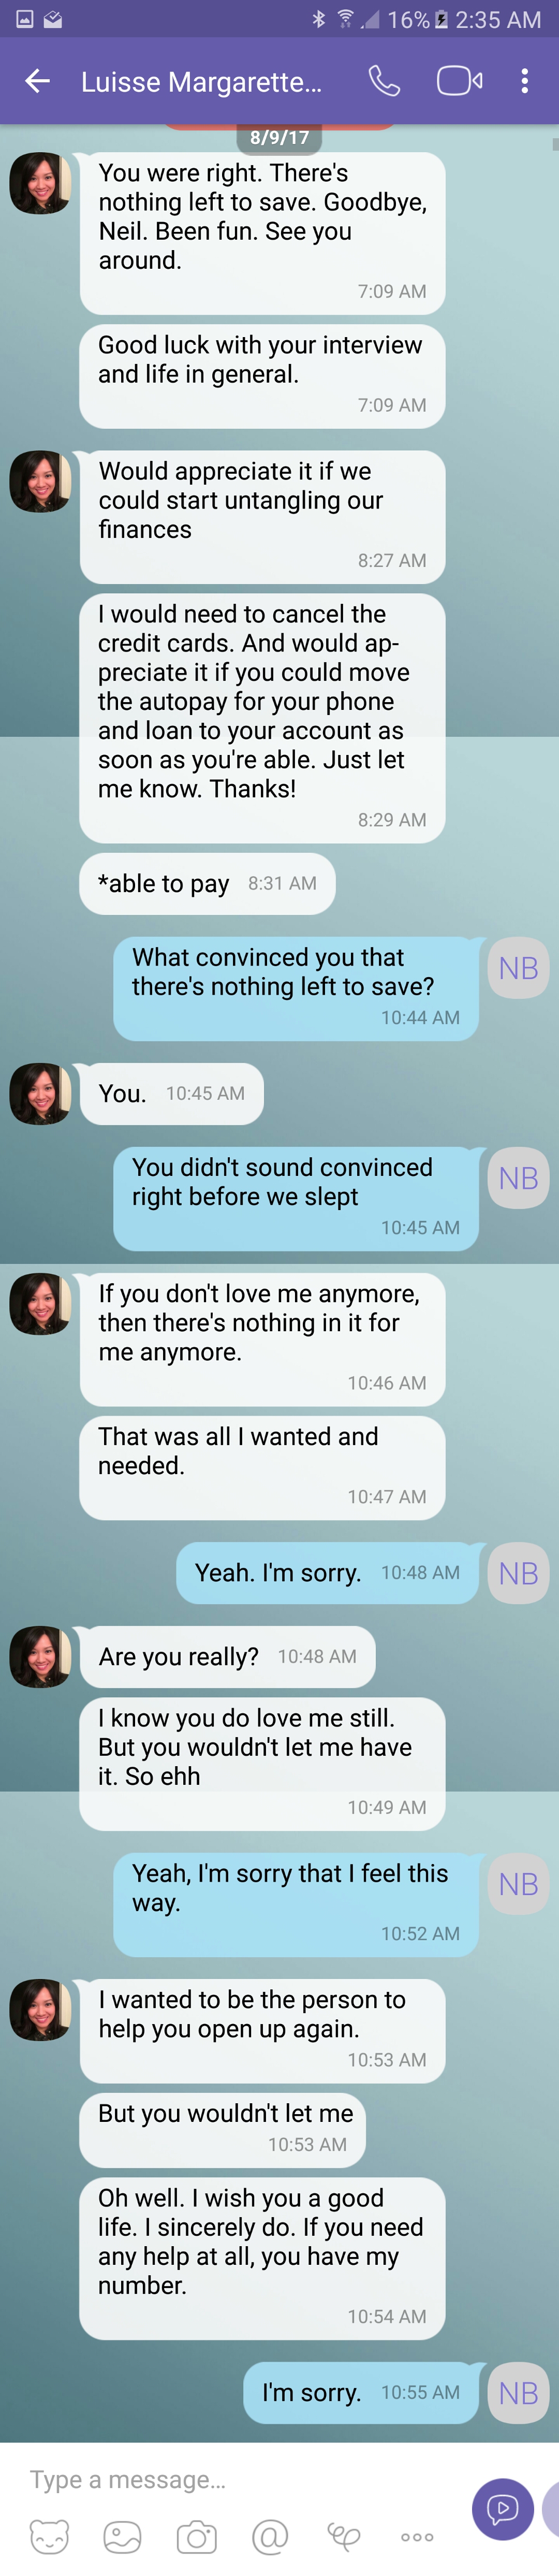 16% 2:35 AM
Luisse Margarette...
8/9/17
You were right. There's
nothing left to save. Goodbye,
Neil. Been fun. See you
around.
7:09 AM
Good luck with your interview
and life in general.
7:09 AM
Would appreciate it if we
could start untangling our
finances
8:27 AM
I would need to cancel the
credit cards. And would ap-
preciate it if you could move
the autopay for your phone
and loan to your account as
soon as you're able. Just let
me know. Thanks!
8:29 AM
*able to pay 8:31 AM
What convinced you that
there's nothing left to save?
10:44 AM
NB
You. 10:45 AM
You didn't sound convinced
right before we slept
10:45 AM
NB
If you don't love me anymore,
then there's nothing in it for
me anymore.
10:46 AM
That was all I wanted and
needed.
10:47 AM
Yeah. I'm sorry. 10:48 AM
NB
Are you really? 10:48 AM
I know you do love me still.
But you wouldn't let me have
it. So ehh
10:49 AM
Yeah, I'm sorry that I feel this
way.
10:52 AM
NB
I wanted to be the person to
help you open up again.
10:53 AM
But you wouldn't let me
10:53 AM
Oh well. I wish you a good
life. I sincerely do. If you need
any help at all, you have my
number.
10:54 AM
I'm sorry. 10:55 AM
NB
Type a message...
@